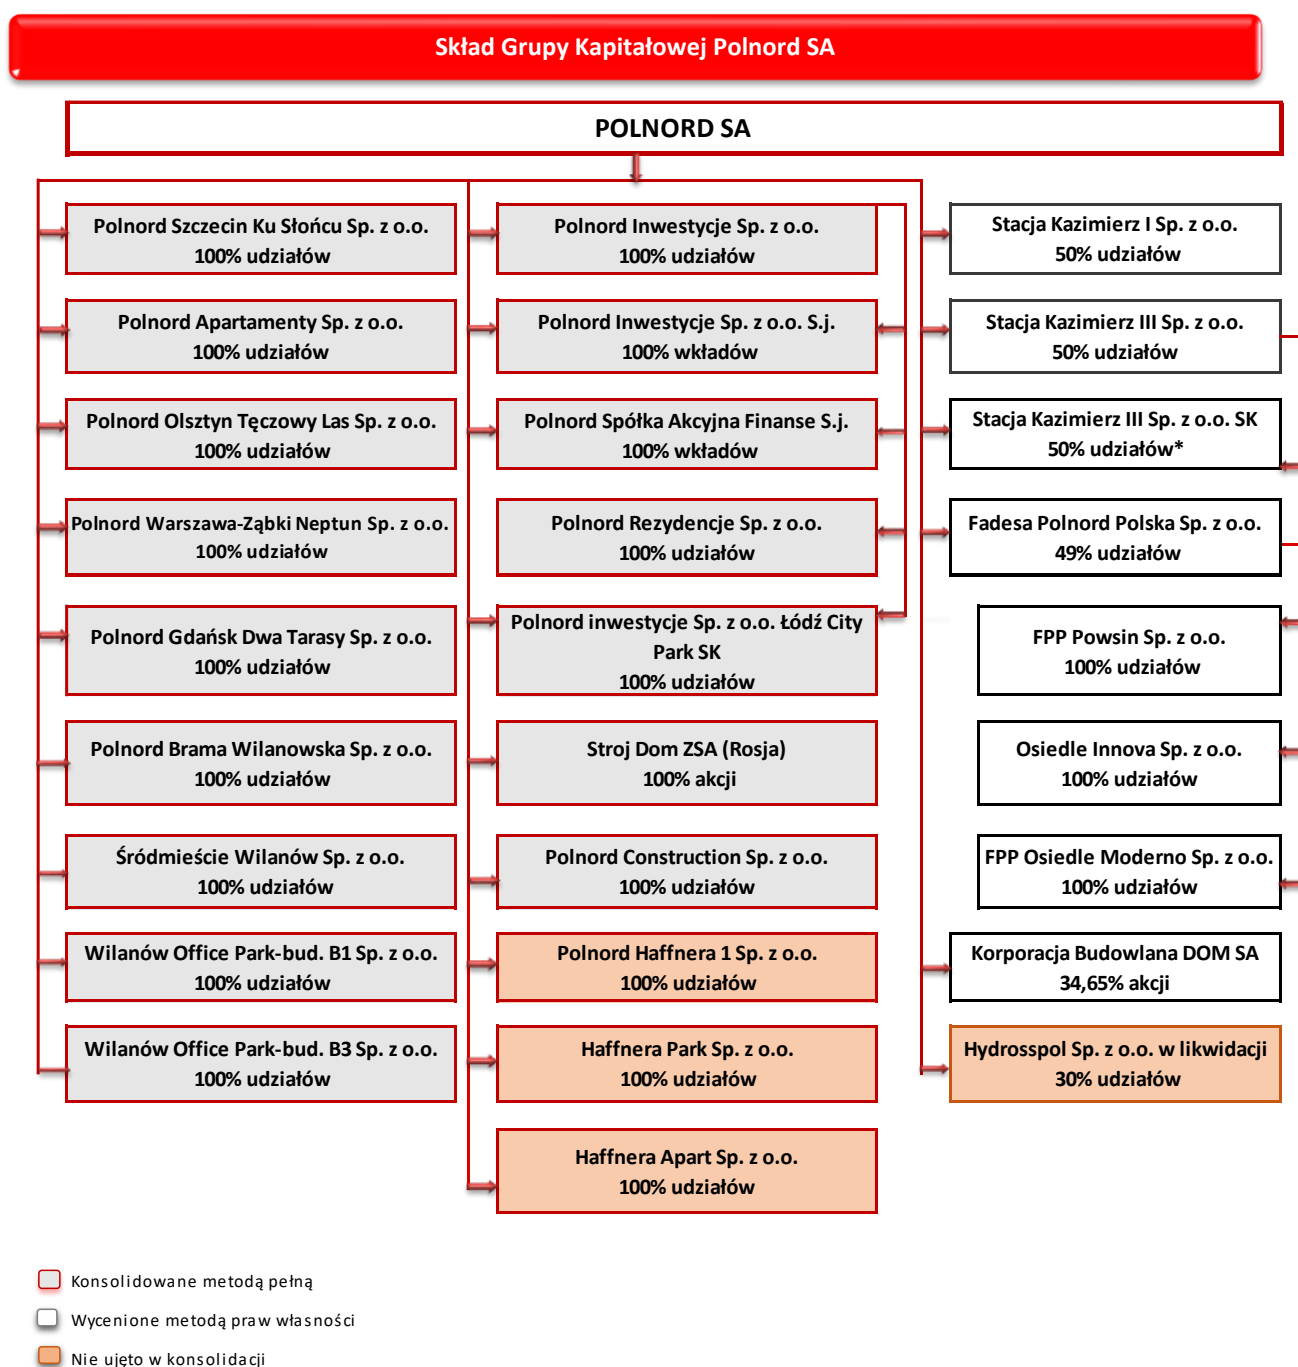 Skład Grupy Kapitałowej Polnord SA
POLNORD SA
Polnord Szczecin Ku Słońcu Sp. z o.o.
100% udziałów
Polnord Apartamenty Sp. z o.o.
100% udziałów
Polnord Olsztyn Tęczowy Las Sp. z o.o.
100% udziałów
Polnord Warszawa-Ząbki Neptun Sp. z o.o.
100% udziałów
Polnord Gdańsk Dwa Tarasy Sp. z o.o.
100% udziałów
Polnord Brama Wilanowska Sp. z o.o.
100% udziałów
Śródmieście Wilanów Sp. z o.o.
100% udziałów
Wilanów Office Park-bud. B1 Sp. z o.o.
100% udziałów
Wilanów Office Park-bud. B3 Sp. z o.o.
100% udziałów
Polnord Inwestycje Sp. z o.o.
100% udziałów
Polnord Inwestycje Sp. z o.o. S.j.
100% wkładów
Polnord Spółka Akcyjna Finanse S.j.
100% wkładów
Polnord Rezydencje Sp. z o.o.
100% udziałów
Polnord inwestycje Sp. z o.o. Łódź City
Park SK
100% udziałów
Stroj Dom ZSA (Rosja)
100% akcji
Polnord Construction Sp. z o.o.
100% udziałów
Polnord Haffnera 1 Sp. z o.o.
100% udziałów
Haffnera Park Sp. z o.o.
100% udziałów
Haffnera Apart Sp. z o.o.
100% udziałów
Stacja Kazimierz I Sp. z o.o.
50% udziałów
Stacja Kazimierz III Sp. z o.o.
50% udziałów
Stacja Kazimierz III Sp. z o.o. SK
50% udziałów*
Fadesa Polnord Polska Sp. z o.o.
49% udziałów
FPP Powsin Sp. z o.o.
100% udziałów
Osiedle Innova Sp. z o.o.
100% udziałów
FPP Osiedle Moderno Sp. z o.o.
100% udziałów
Korporacja Budowlana DOM SA
34,65% akcji
Hydrosspol Sp. z o.o. w likwidacji
30% udziałów
Konsolidowane metodą pełną
Wycenione metodą praw własności
Nie ujęto w konsolidacji